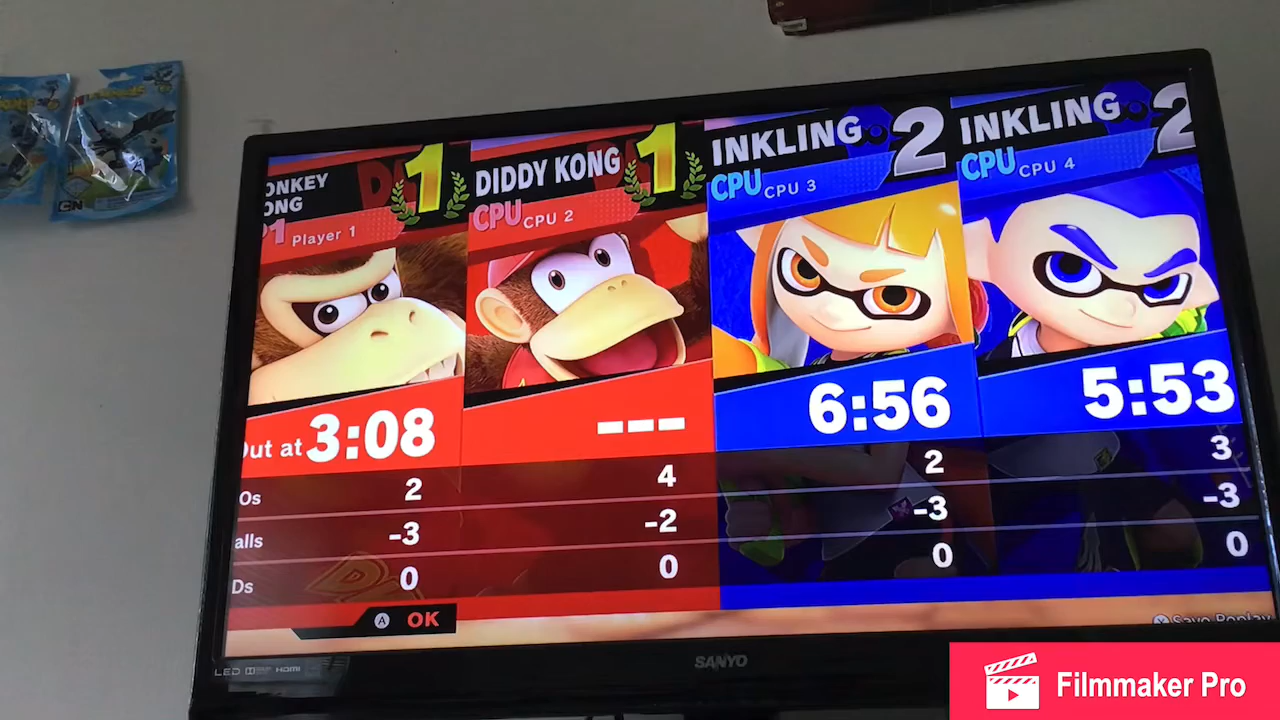 ONKEY
ONG
1
P1 Player 1
DIDDY KONG
1
CPU CPU 2
INKLING
2
CPU CPU 3
INKLING
2
CPU CPU 4
Out at 3:08
---
6:56
5:53
Os 2 4 2 3
alls -3 -2 -3 -3
Ds 0 0 0 0
A OK
X Save Replay
LED HDMI
SANYO
CN
Filmmaker Pro